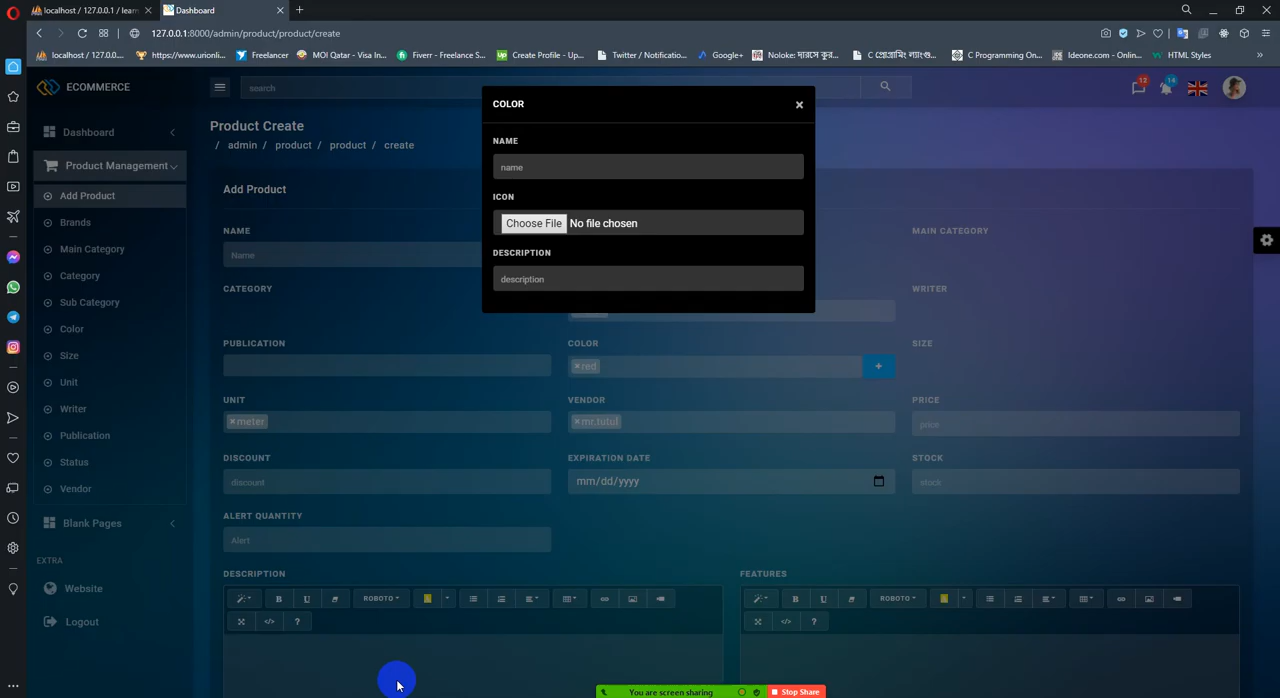 localhost / 127.0.0.1 / lear
Dashboard
127.0.0.1:8000/admin/product/product/create
localhost / 127.0.0....
https://www.urionli...
Freelancer
MOI Qatar - Visa In...
Fiverr - Freelance S...
Create Profile - Up...
Twitter / Notificatio...
Google+
C Programming On...
Ideone.com - Onlin...
HTML Styles
»
ECOMMERCE
search
12
14
COLOR
×
Product Create
/ admin / product / product / create
Dashboard
Product Management
Add Product
Brands
Main Category
Category
Sub Category
Color
Size
Unit
Writer
Publication
Status
Vendor
Blank Pages
EXTRA
Website
Logout
NAME
name
ICON
Choose File No file chosen
DESCRIPTION
description
Add Product
NAME
Name
MAIN CATEGORY
CATEGORY
WRITER
PUBLICATION
COLOR
×red
+
SIZE
UNIT
×meter
VENDOR
×mr.tutul
PRICE
price
DISCOUNT
discount
EXPIRATION DATE
mm/dd/yyyy
STOCK
stock
ALERT QUANTITY
Alert
DESCRIPTION
FEATURES
B U ROBOTO
</> ?
B U ROBOTO
</> ?
You are screen sharing
Stop Share